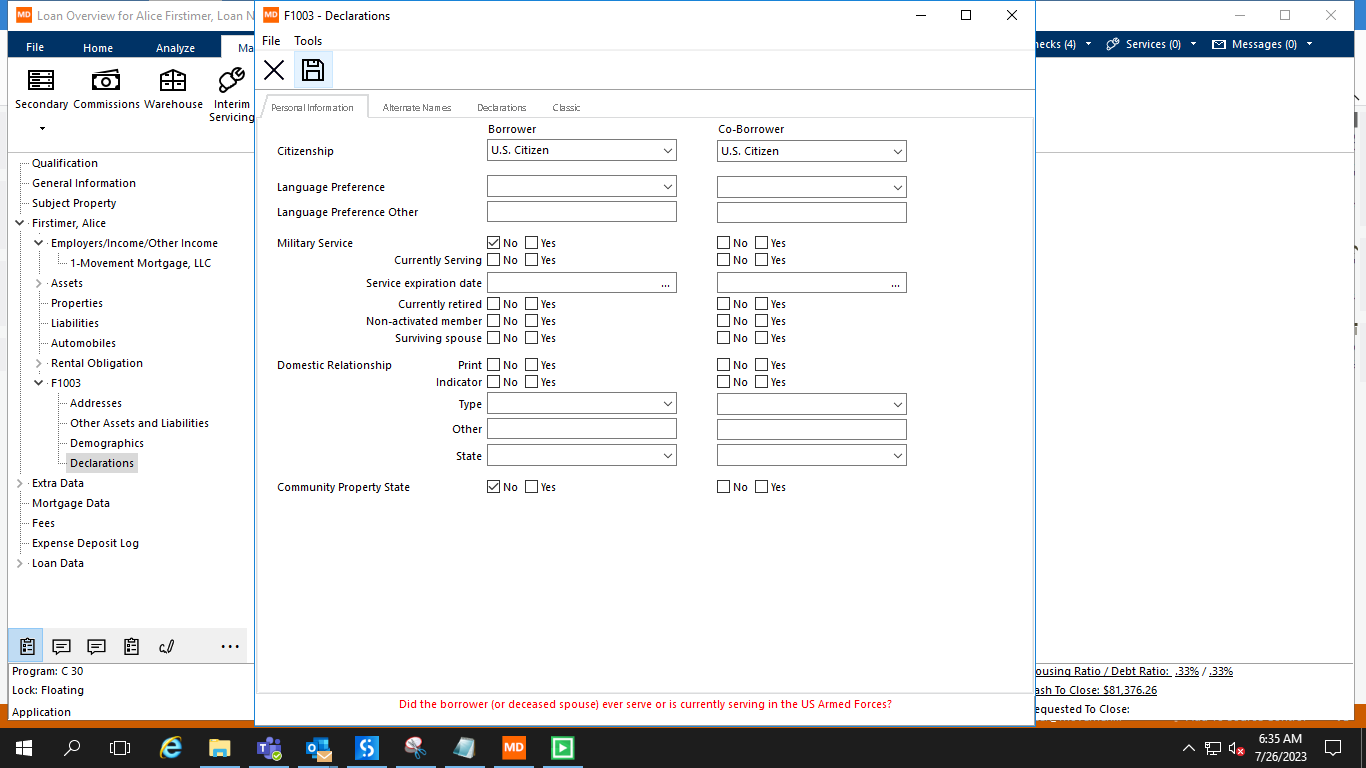 MD Loan Overview for Alice Firstimer, Loan N
MD F1003 - Declarations
File Home Analyze Ma
File Tools
Checks (4) Services (0) Messages (0)
Secondary Commissions Warehouse Interim
Servicing
Personal Information Alternate Names Declarations Classic
Borrower Co-Borrower
Citizenship U.S. Citizen U.S. Citizen
Language Preference
Language Preference Other
Military Service No Yes No Yes
Currently Serving No Yes No Yes
Service expiration date ... ...
Currently retired No Yes No Yes
Non-activated member No Yes No Yes
Surviving spouse No Yes No Yes
Domestic Relationship Print No Yes No Yes
Indicator No Yes No Yes
Type
Other
State
Community Property State No Yes No Yes
Qualification
General Information
Subject Property
Firstimer, Alice
Employers/Income/Other Income
1-Movement Mortgage, LLC
Assets
Properties
Liabilities
Automobiles
Rental Obligation
F1003
Addresses
Other Assets and Liabilities
Demographics
Declarations
Extra Data
Mortgage Data
Fees
Expense Deposit Log
Loan Data
Program: C 30
Lock: Floating
Application
ousing Ratio / Debt Ratio: .33% / .33%
ash To Close: $81,376.26
equested To Close:
Did the borrower (or deceased spouse) ever serve or is currently serving in the US Armed Forces?
MD
6:35 AM
7/26/2023